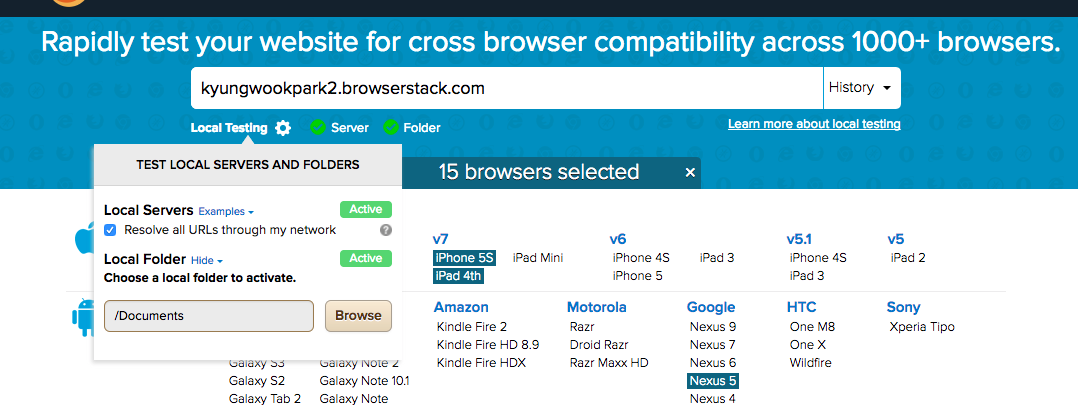 Rapidly test your website for cross browser compatibility across 1000+ browsers.
kyungwookpark2.browserstack.com
History
Local Testing Server Folder
Learn more about local testing
TEST LOCAL SERVERS AND FOLDERS
15 browsers selected ×
Local Servers Examples Active
Resolve all URLs through my network ?
Local Folder Hide Active
Choose a local folder to activate.
/Documents Browse
v7 v6 v5.1 v5
iPhone 5S iPad Mini iPhone 4S iPad 3 iPhone 4S iPad 2
iPad 4th iPhone 5 iPad 3
Amazon Motorola Google HTC Sony
Kindle Fire 2 Razr Nexus 9 One M8 Xperia Tipo
Kindle Fire HD 8.9 Droid Razr Nexus 7 One X
Kindle Fire HDX Razr Maxx HD Nexus 6 Wildfire
Galaxy S3 Galaxy Note 2
Galaxy S2 Galaxy Note 10.1 Nexus 5
Galaxy Tab 2 Galaxy Note Nexus 4